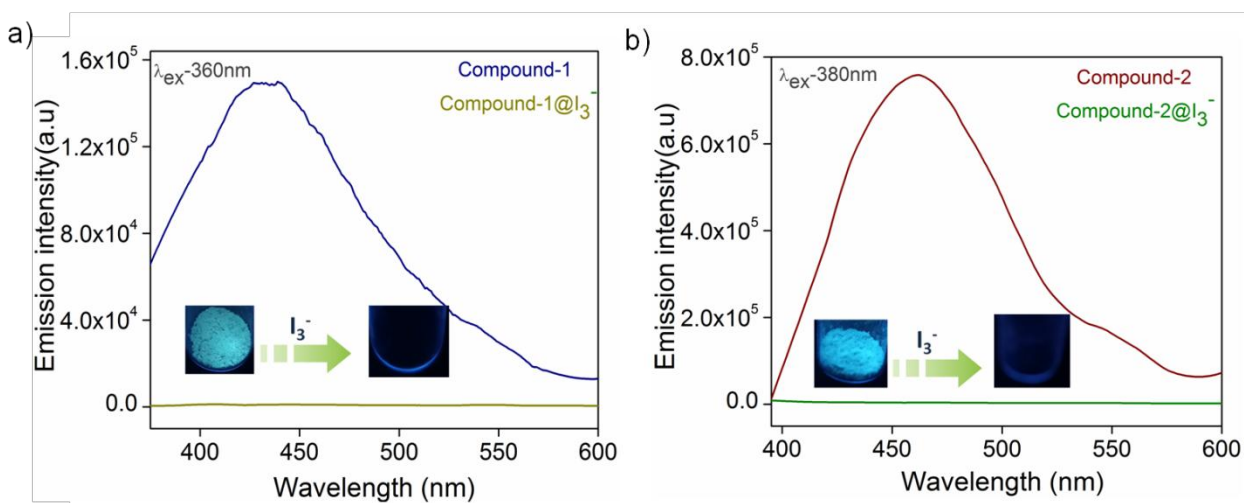 a)
λex-360nm
Compound-1
Compound-1@I3-
Emission intensity(a.u)
1.6x10^5
1.2x10^5
8.0x10^4
4.0x10^4
0.0
I3-
400 450 500 550 600
Wavelength (nm)
b)
λex-380nm
Compound-2
Compound-2@I3-
Emission intensity(a.u)
8.0x10^5
6.0x10^5
4.0x10^5
2.0x10^5
0.0
I3-
400 450 500 550 600
Wavelength (nm)